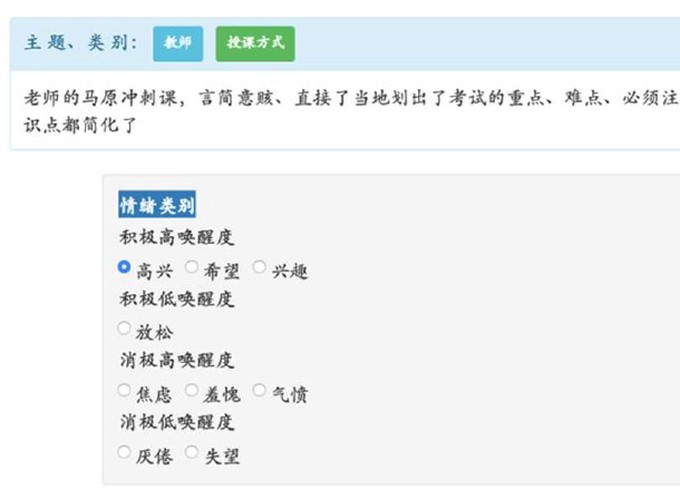 主题、类别： 教师 授课方式
老师的马原冲刺课，言简意赅、直接了当地划出了考试的重点、难点、必须注
识点都简化了
情绪类别
积极高唤醒度
高兴 希望 兴趣
积极低唤醒度
放松
消极高唤醒度
焦虑 羞愧 气愤
消极低唤醒度
厌倦 失望